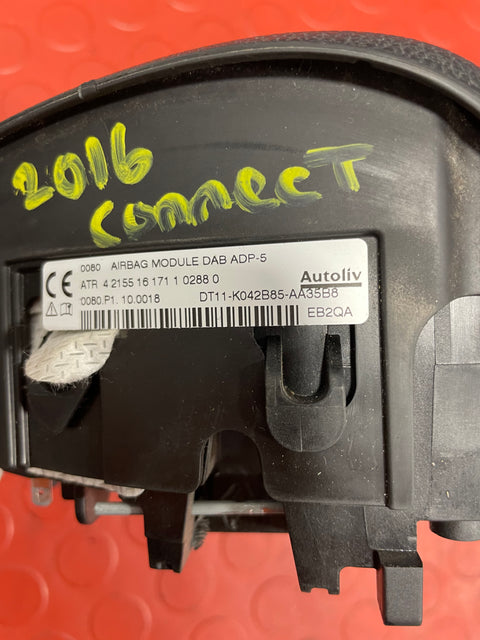 2016
connecT
0080 AIRBAG MODULE DAB ADP-5
CE ATR 4 2155 16 171 1 0288 0 Autoliv
0080.P1. 10.0018 DT11-K042B85-AA35B8
EB2QA